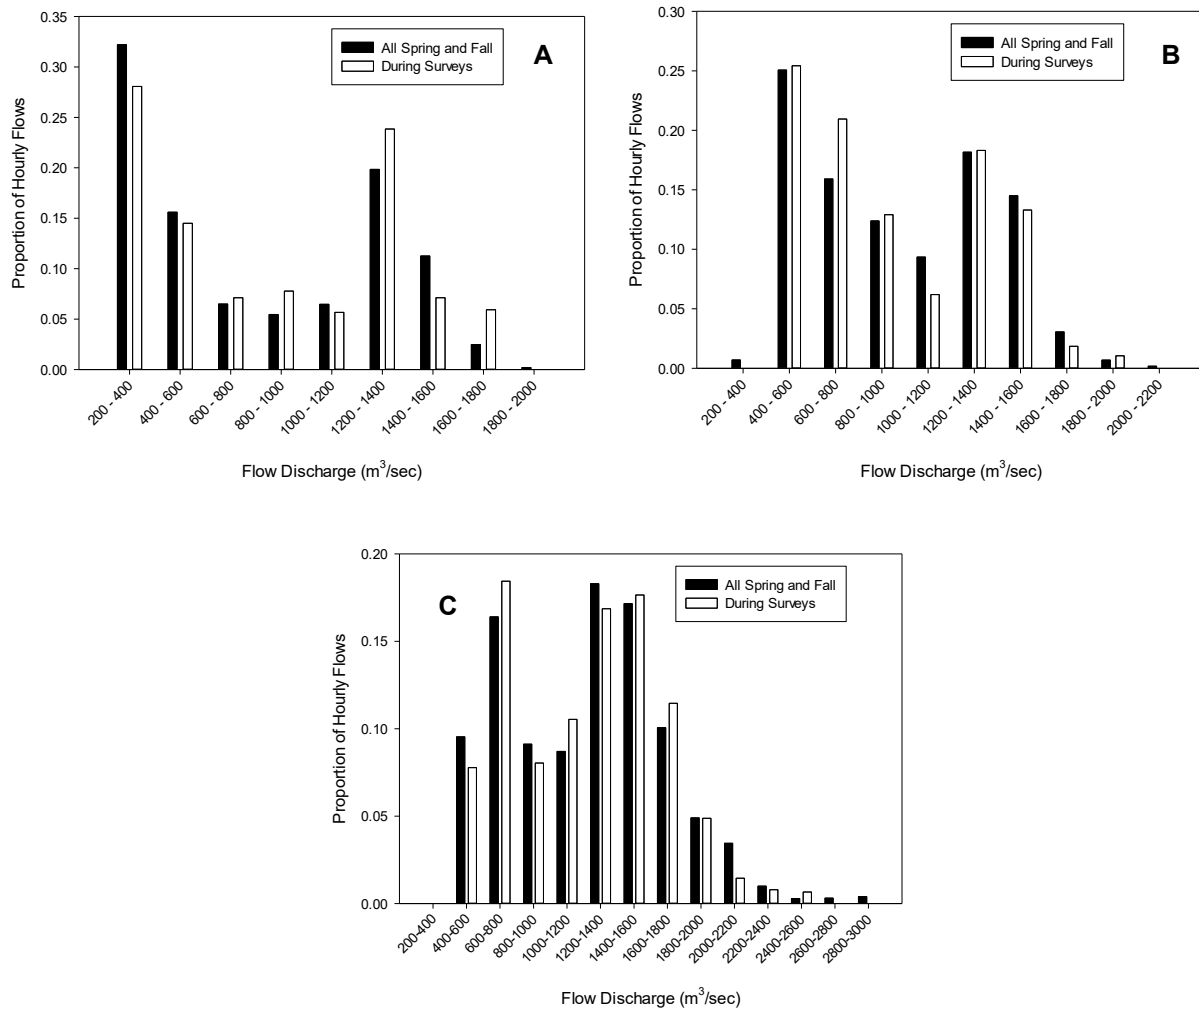 A
All Spring and Fall
During Surveys
Proportion of Hourly Flows
0.35
0.30
0.25
0.20
0.15
0.10
0.05
0.00
200 - 400
400 - 600
600 - 800
800 - 1000
1000 - 1200
1200 - 1400
1400 - 1600
1600 - 1800
1800 - 2000
Flow Discharge (m³/sec)
B
All Spring and Fall
During Surveys
Proportion of Hourly Flows
0.30
0.25
0.20
0.15
0.10
0.05
0.00
200 - 400
400 - 600
600 - 800
800 - 1000
1000 - 1200
1200 - 1400
1400 - 1600
1600 - 1800
1800 - 2000
2000 - 2200
Flow Discharge (m³/sec)
C
All Spring and Fall
During Surveys
Proportion of Hourly Flows
0.20
0.15
0.10
0.05
0.00
200-400
400-600
600-800
800-1000
1000-1200
1200-1400
1400-1600
1600-1800
1800-2000
2000-2200
2200-2400
2400-2600
2600-2800
2800-3000
Flow Discharge (m³/sec)